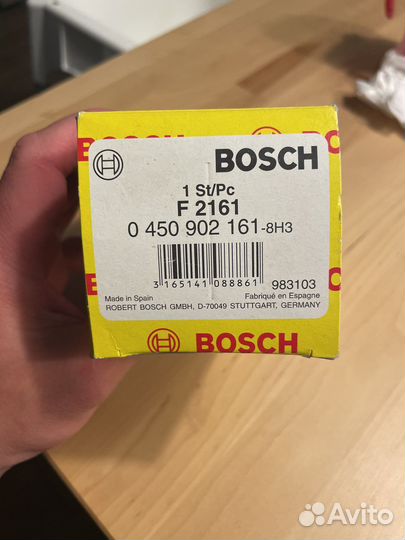 BOSCH
1 St/Pc
F 2161
0 450 902 161-8H3
3 165141 088861
983103
Made in Spain
Fabriqué en Espagne
ROBERT BOSCH GMBH, D-70049 STUTTGART, GERMANY
BOSCH
Avito